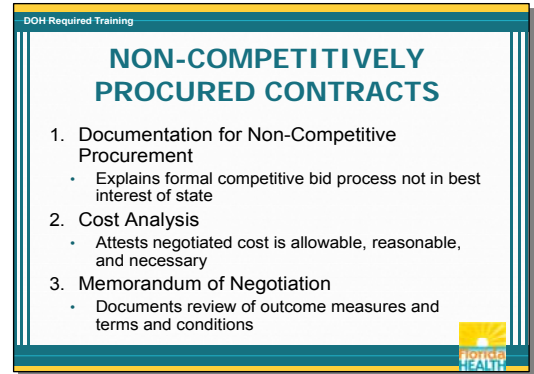 DOH Required Training
NON-COMPETITIVELY
PROCURED CONTRACTS
1. Documentation for Non-Competitive
Procurement
• Explains formal competitive bid process not in best
interest of state
2. Cost Analysis
• Attests negotiated cost is allowable, reasonable,
and necessary
3. Memorandum of Negotiation
• Documents review of outcome measures and
terms and conditions
Florida
HEALTH